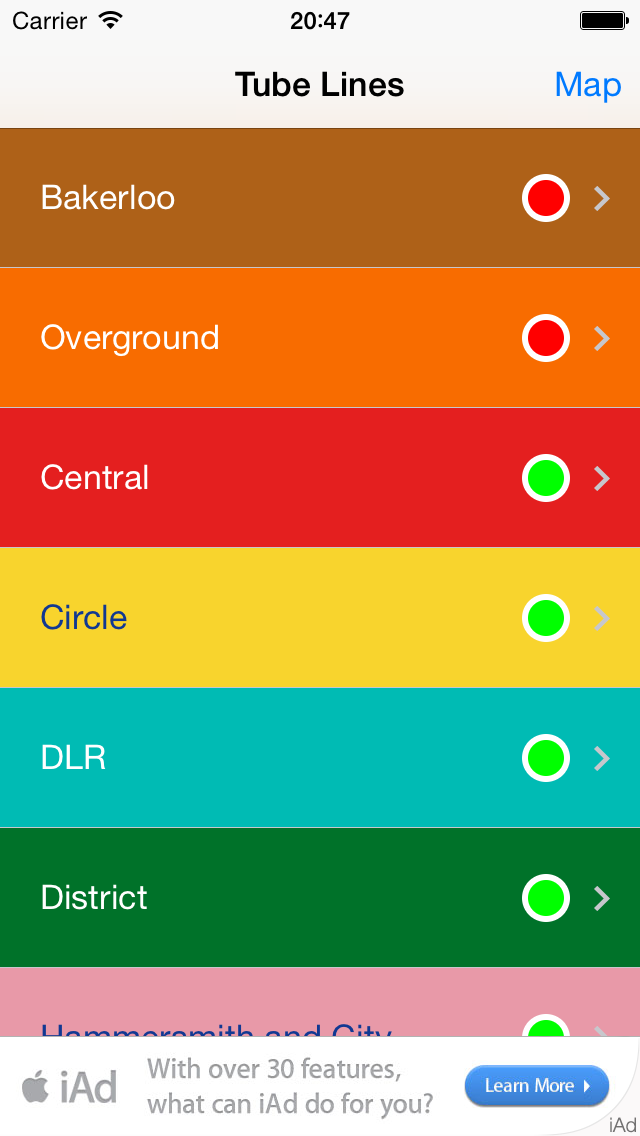 Carrier 20:47
Tube Lines Map
Bakerloo
Overground
Central
Circle
DLR
District
Hammersmith and City
iAd
With over 30 features,
what can iAd do for you?
Learn More
iAd